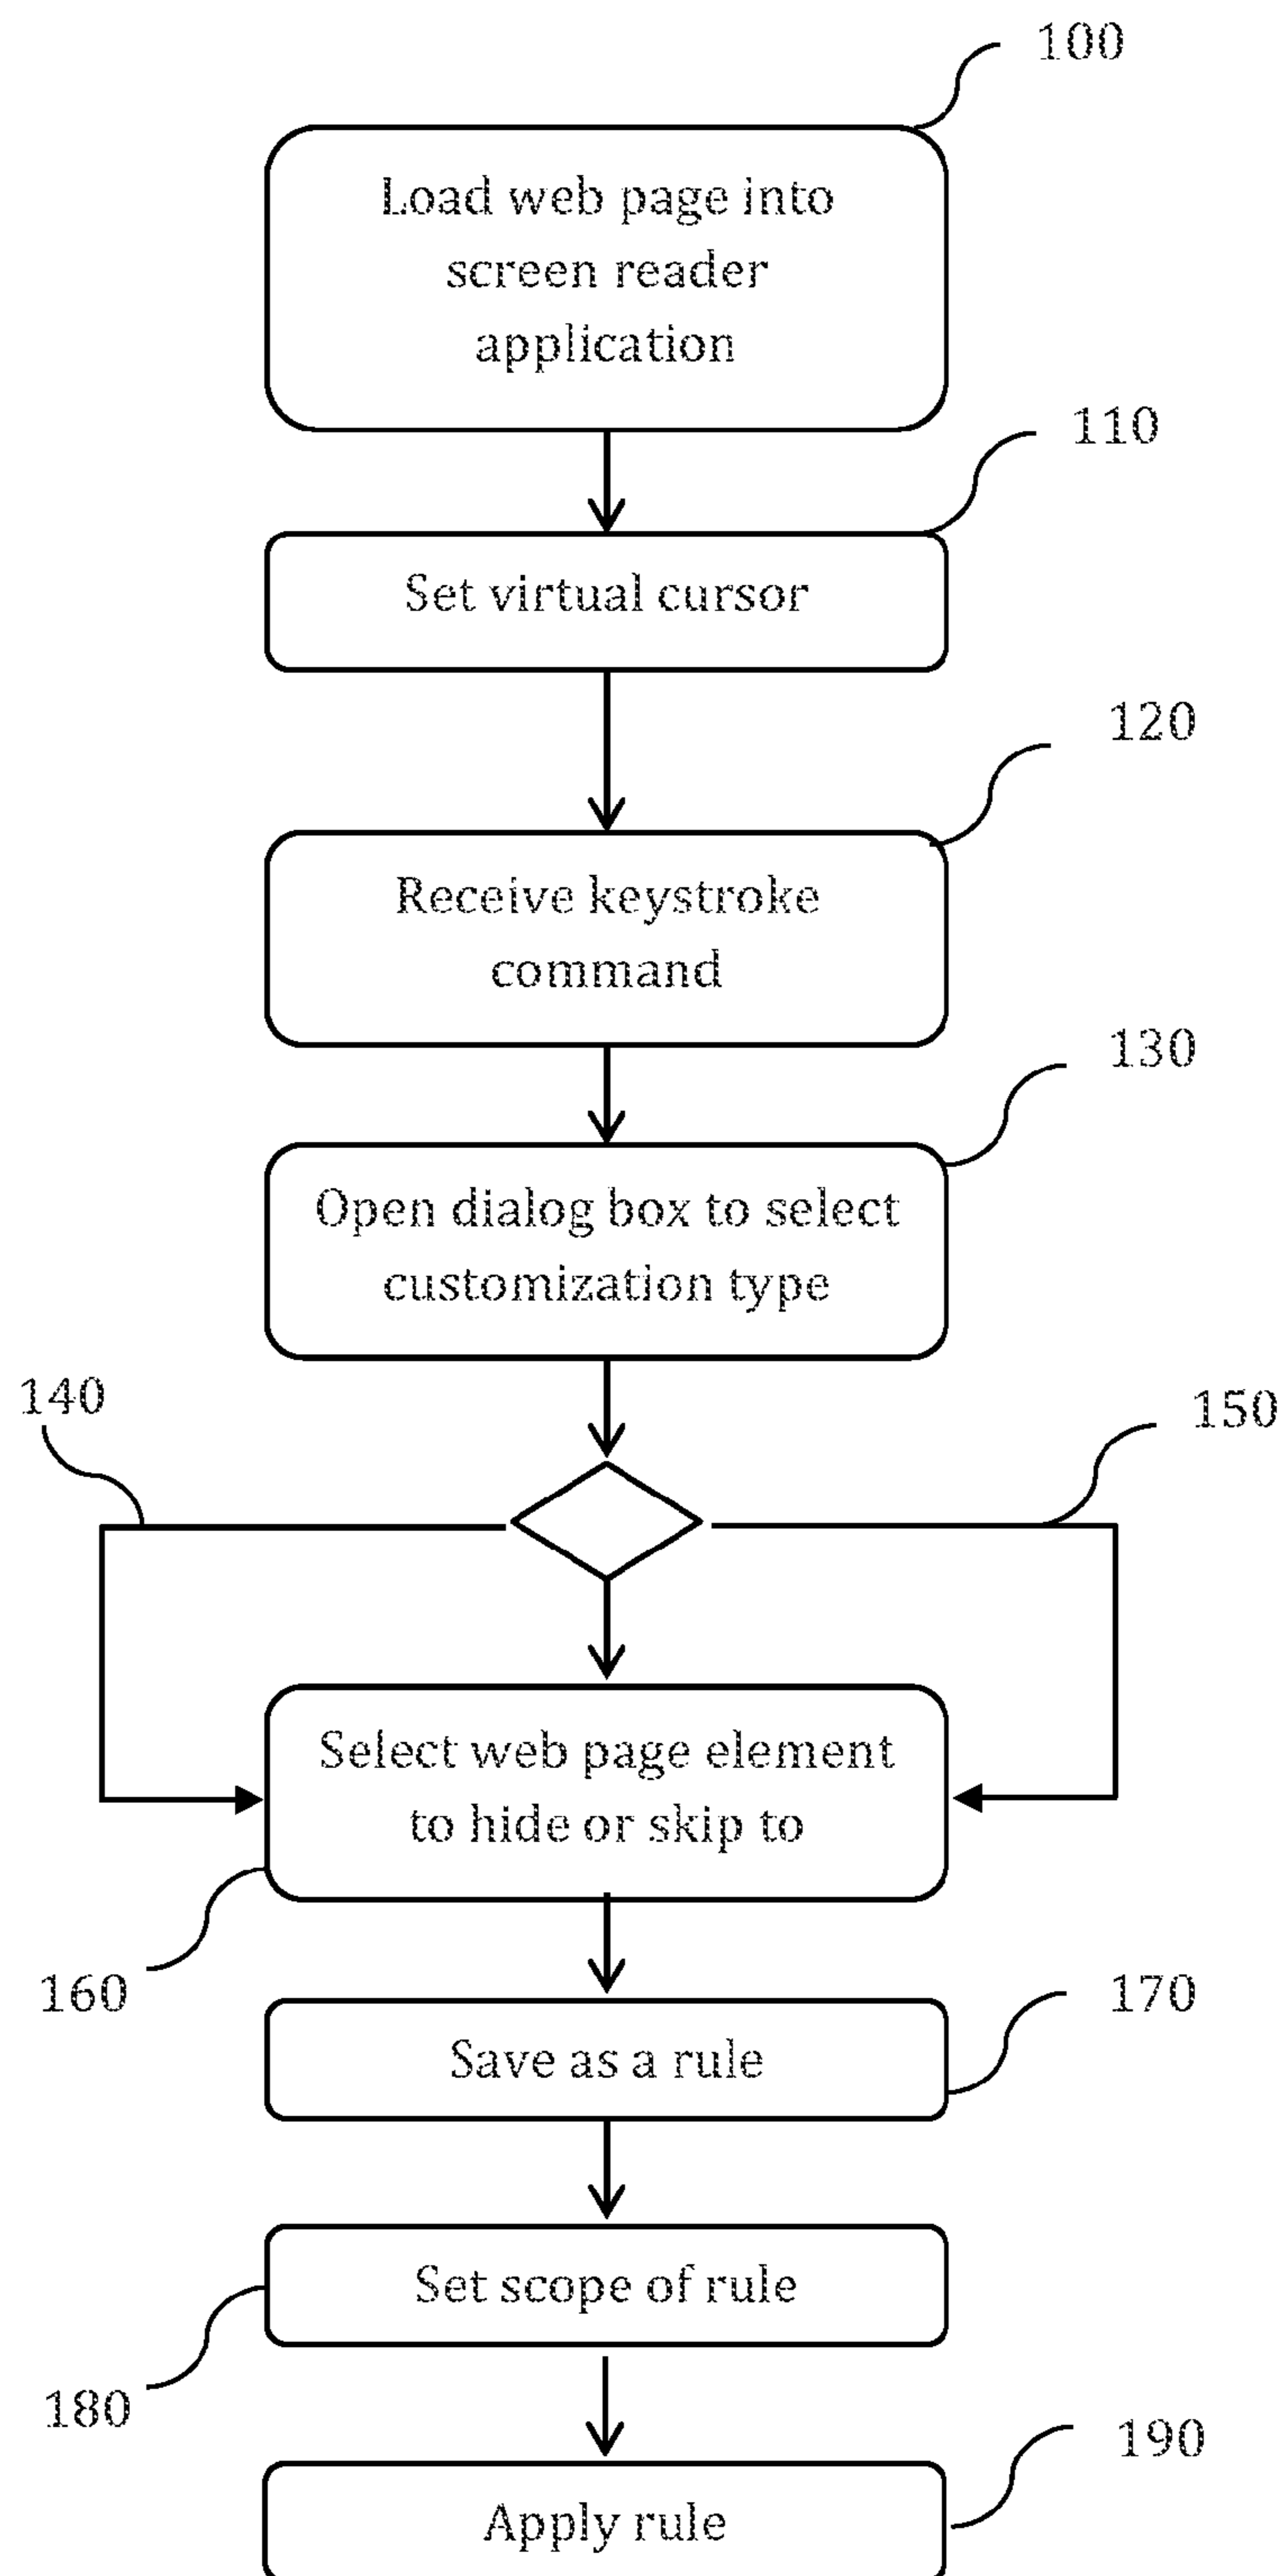 100
Load web page into
screen reader
application
110
Set virtual cursor
120
Receive keystroke
command
130
Open dialog box to select
customization type
140
150
Select web page element
to hide or skip to
160
170
Save as a rule
Set scope of rule
180
190
Apply rule